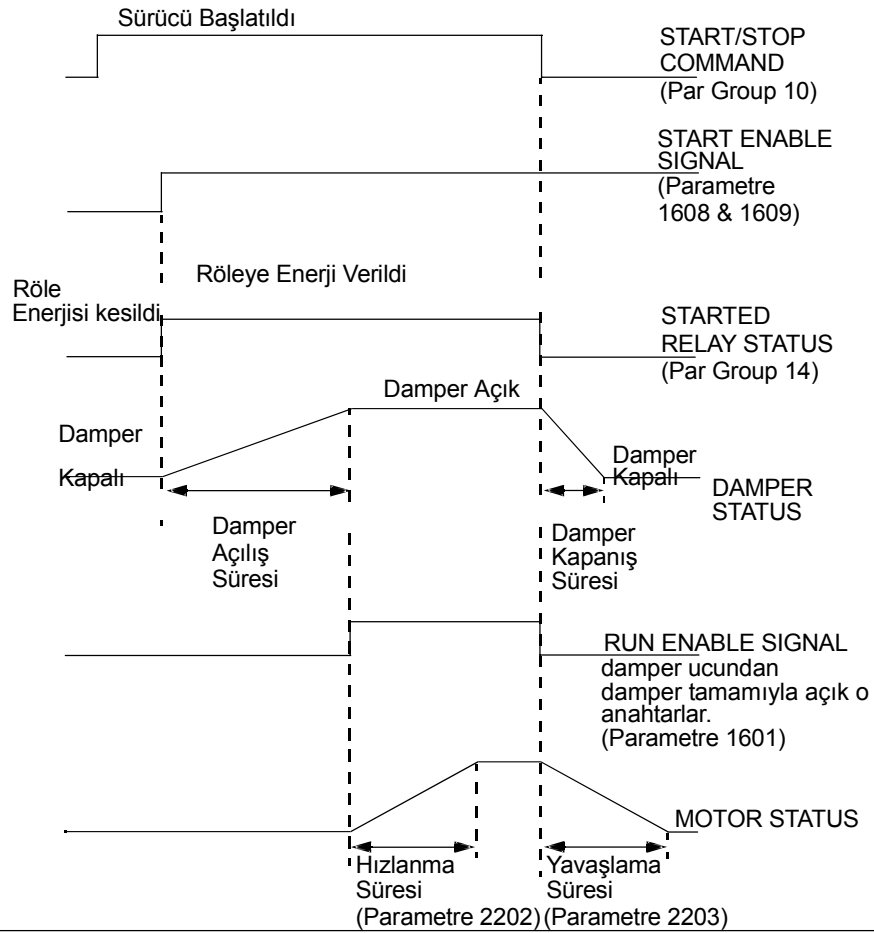 Sürücü Başlatıldı
START/STOP
COMMAND
(Par Group 10)
START ENABLE
SIGNAL
(Parametre
1608 & 1609)
Röleye Enerji Verildi
Röle
Enerjisi kesildi
STARTED
RELAY STATUS
(Par Group 14)
Damper Açık
Damper
Kapalı
Damper
Kapalı
DAMPER
STATUS
Damper
Açılış
Süresi
Damper
Kapanış
Süresi
RUN ENABLE SIGNAL
damper ucundan
damper tamamıyla açık o
anahtarlar.
(Parametre 1601)
MOTOR STATUS
Hızlanma
Süresi
(Parametre 2202)
Yavaşlama
Süresi
(Parametre 2203)